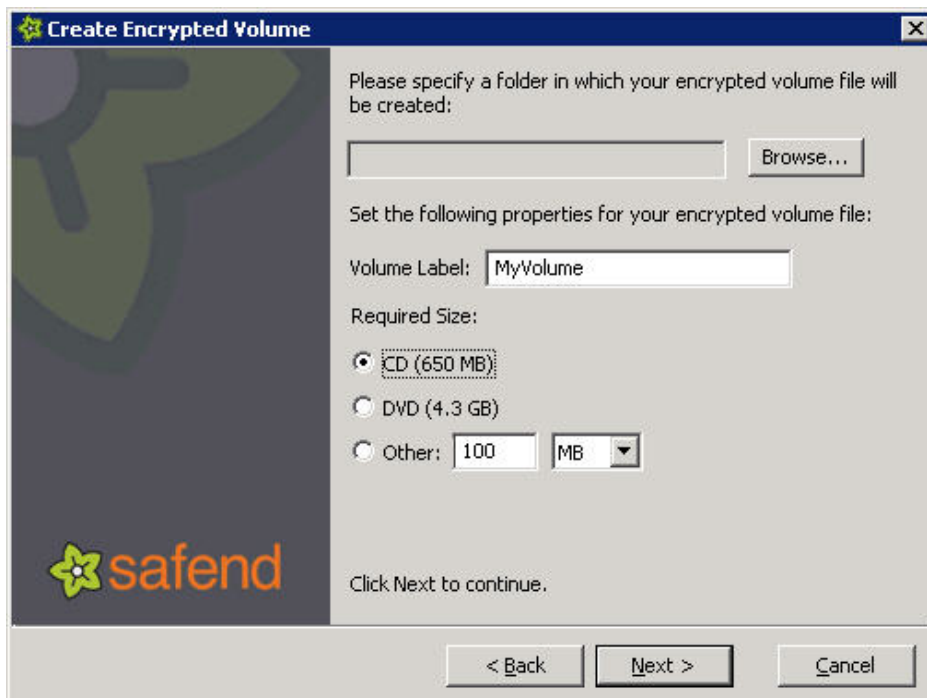 Create Encrypted Volume
Please specify a folder in which your encrypted volume file will
be created:
Browse...
Set the following properties for your encrypted volume file:
Volume Label: MyVolume
Required Size:
CD (650 MB)
DVD (4.3 GB)
Other: 100 MB
safend
Click Next to continue.
< Back Next > Cancel